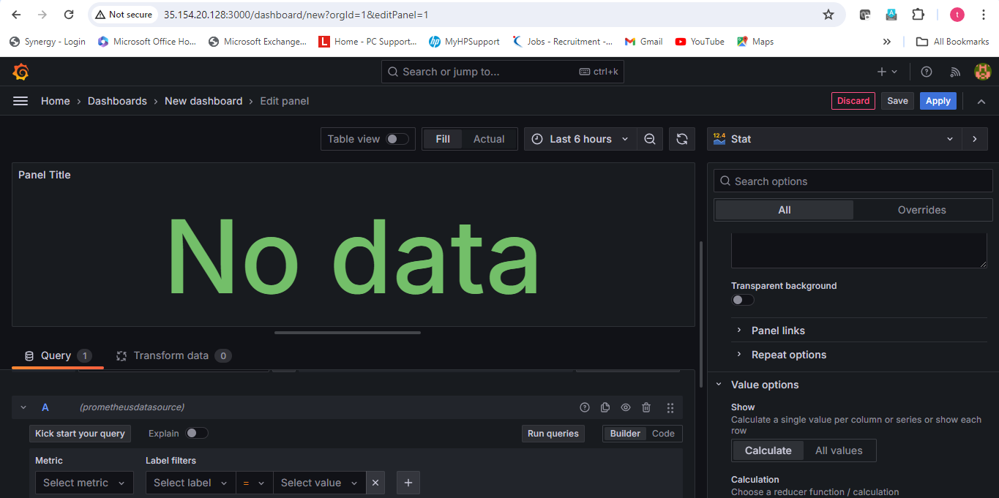 Not secure 35.154.20.128:3000/dashboard/new?orgId=1&editPanel=1 t
Synergy - Login Microsoft Office Ho... Microsoft Exchange... L Home - PC Support... hp MyHPSupport Jobs - Recruitment -... Gmail YouTube Maps All Bookmarks
Search or jump to... ctrl+k
Home Dashboards New dashboard Edit panel Discard Save Apply
Table view Fill Actual Last 6 hours 12.4 Stat
Panel Title
Search options
All Overrides
No data
Transparent background
Panel links
Repeat options
Query 1 Transform data 0
Value options
A (prometheusdatasource)
Show
Calculate a single value per column or series or show each
row
Kick start your query Explain Run queries Builder Code
Calculate All values
Metric Label filters
Select metric Select label = Select value
Calculation
Choose a reducer function / calculation